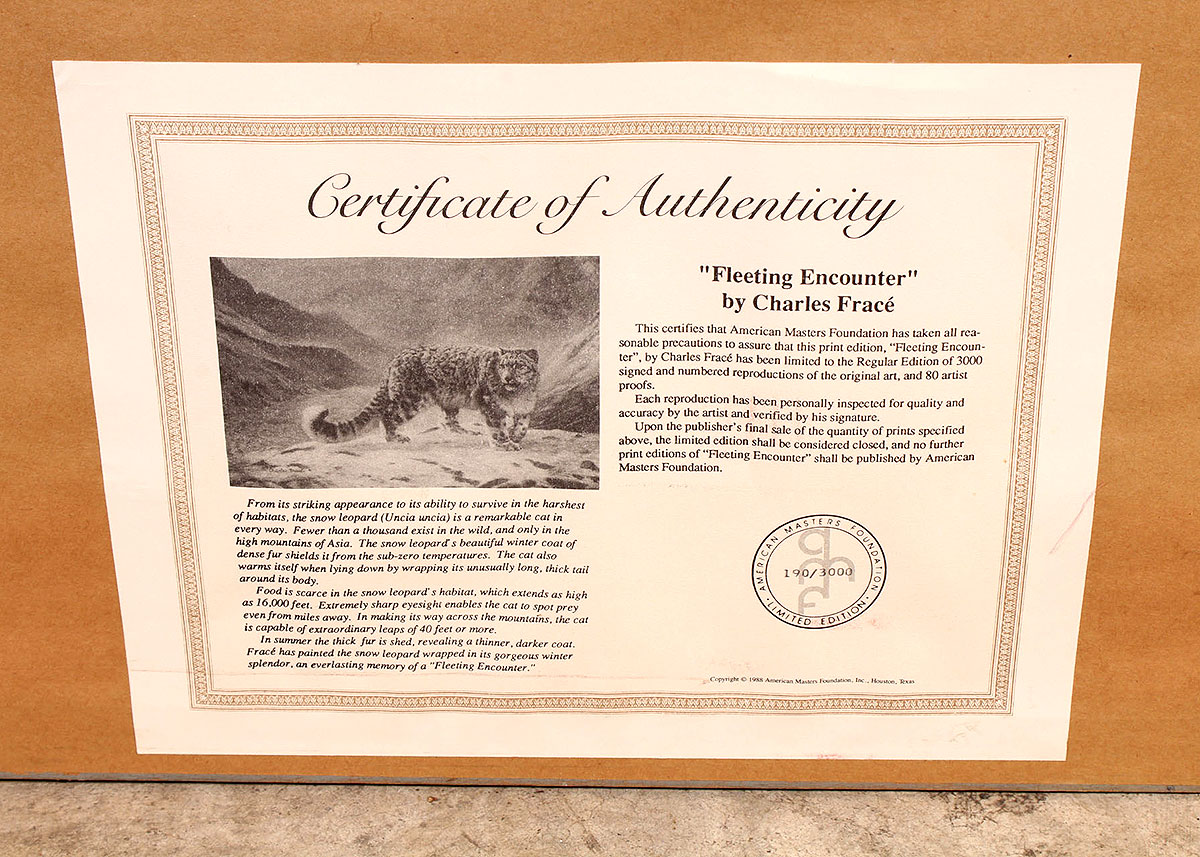 Certificate of Authenticity
"Fleeting Encounter"
by Charles Fracé
This certifies that American Masters Foundation has taken all rea-
sonable precautions to assure that this print edition, "Fleeting Encoun-
ter", by Charles Fracé has been limited to the Regular Edition of 3000
signed and numbered reproductions of the original art, and 80 artist
proofs.
Each reproduction has been personally inspected for quality and
accuracy by the artist and verified by his signature.
Upon the publisher's final sale of the quantity of prints specified
above, the limited edition shall be considered closed, and no further
print editions of "Fleeting Encounter" shall be published by American
Masters Foundation.
From its striking appearance to its ability to survive in the harshest
of habitats, the snow leopard (Uncia uncia) is a remarkable cat in
every way. Fewer than a thousand exist in the wild, and only in the
high mountains of Asia. The snow leopard's beautiful winter coat of
dense fur shields it from the sub-zero temperatures. The cat also
warms itself when lying down by wrapping its unusually long, thick tail
around its body.
Food is scarce in the snow leopard's habitat, which extends as high
as 16,000 feet. Extremely sharp eyesight enables the cat to spot prey
even from miles away. In making its way across the mountains, the cat
is capable of extraordinary leaps of 40 feet or more.
In summer the thick fur is shed, revealing a thinner, darker coat.
Fracé has painted the snow leopard wrapped in its gorgeous winter
splendor, an everlasting memory of a "Fleeting Encounter."
AMERICAN MASTERS FOUNDATION
amf
190/3000
· LIMITED EDITION ·
Copyright © 1988 American Masters Foundation, Inc., Houston, Texas